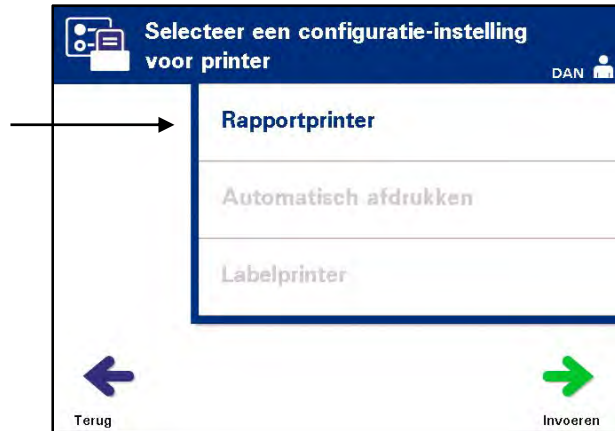 Selecteer een configuratie-instelling
voor printer
DAN
Rapportprinter
Automatisch afdrukken
Labelprinter
Terug
Invoeren